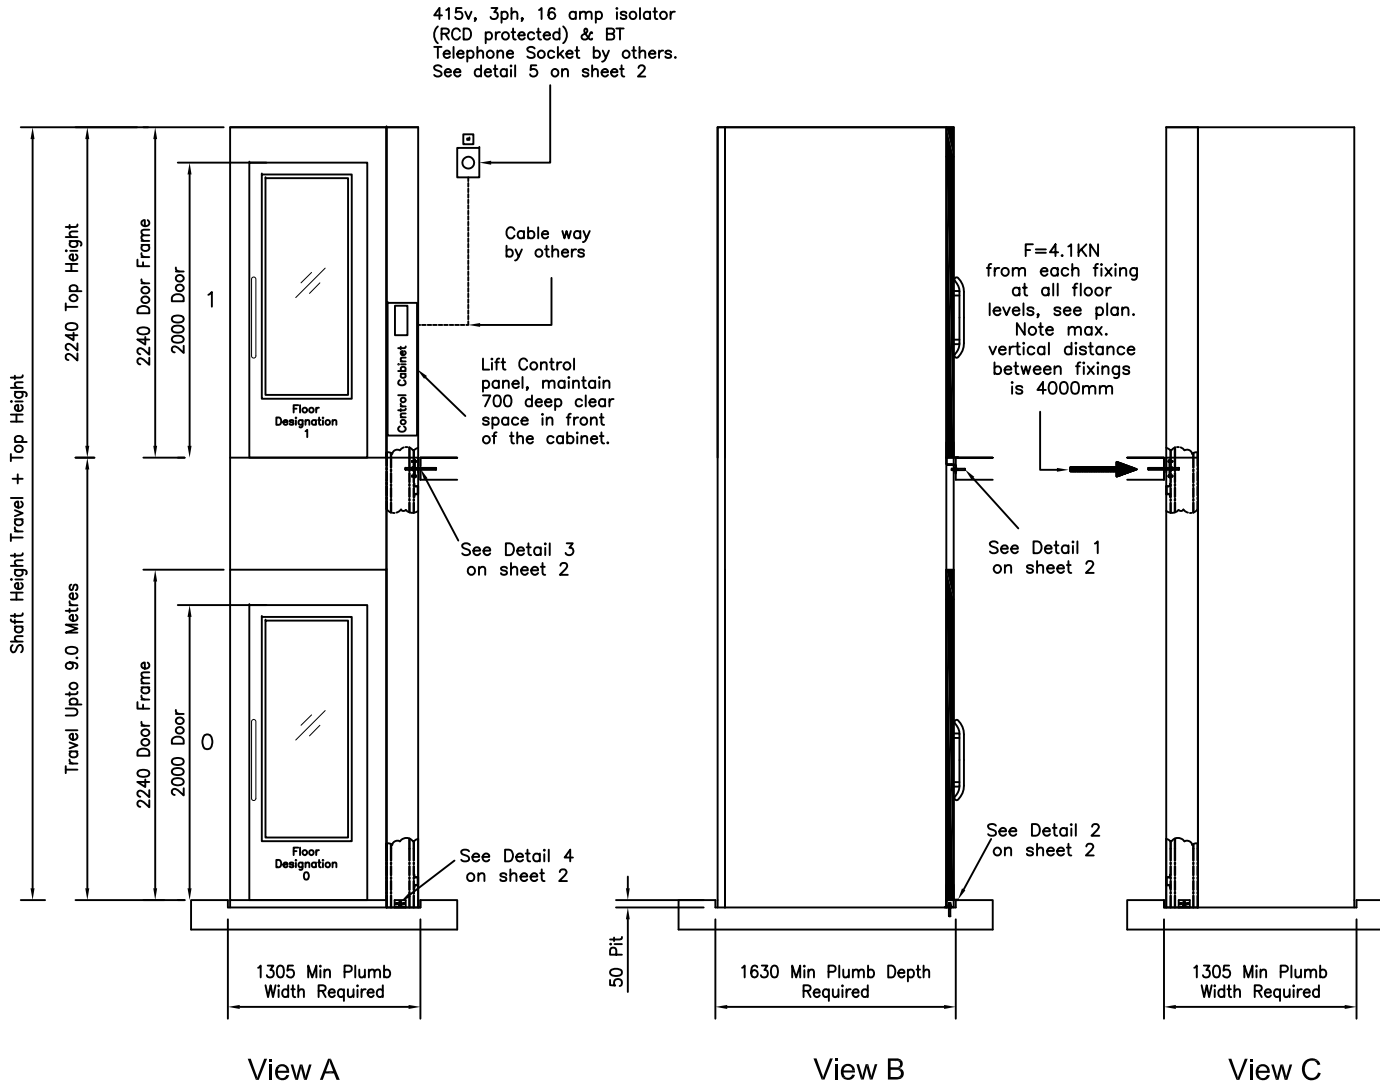 415v, 3ph, 16 amp isolator
(RCD protected) & BT
Telephone Socket by others.
See detail 5 on sheet 2
Shaft Height Travel + Top Height
2240 Top Height
Travel Upto 9.0 Metres
2240 Door Frame
2000 Door
1
Floor
Designation
1
Control Cabinet
Cable way
by others
Lift Control
panel, maintain
700 deep clear
space in front
of the cabinet.
See Detail 3
on sheet 2
2240 Door Frame
2000 Door
0
Floor
Designation
0
See Detail 4
on sheet 2
1305 Min Plumb
Width Required
View A
F=4.1KN
from each fixing
at all floor
levels, see plan.
Note max.
vertical distance
between fixings
is 4000mm
See Detail 1
on sheet 2
See Detail 2
on sheet 2
50 Pit
1630 Min Plumb Depth
Required
View B
1305 Min Plumb
Width Required
View C